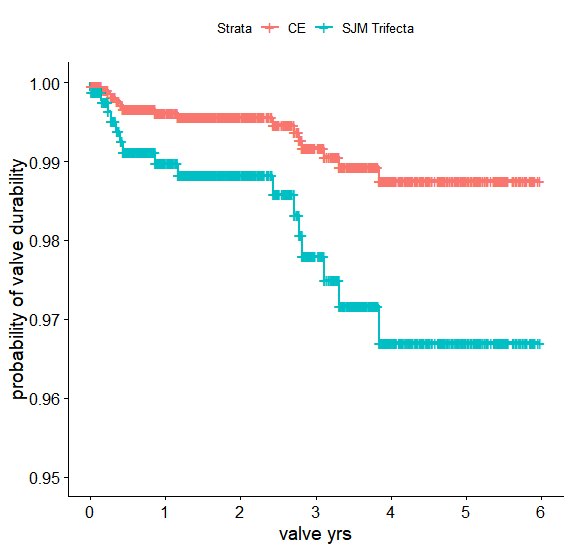 Strata CE SJM Trifecta
1.00
0.99
0.98
0.97
0.96
0.95
probability of valve durability
0 1 2 3 4 5 6
valve yrs